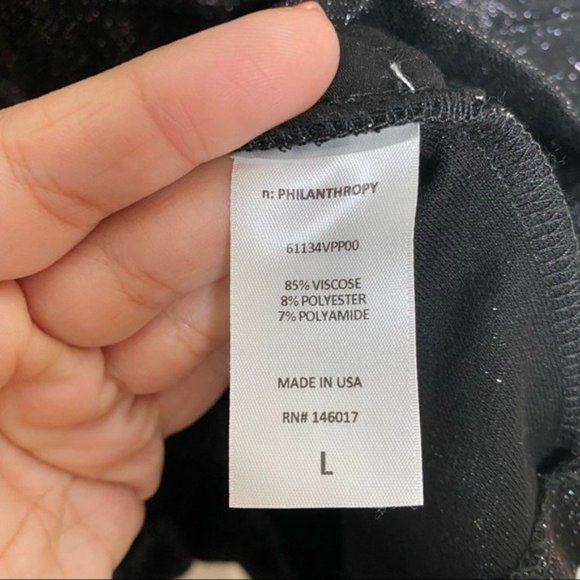 n: PHILANTHROPY
61134VPP00
85% VISCOSE
8% POLYESTER
7% POLYAMIDE
MADE IN USA
RN# 146017
L